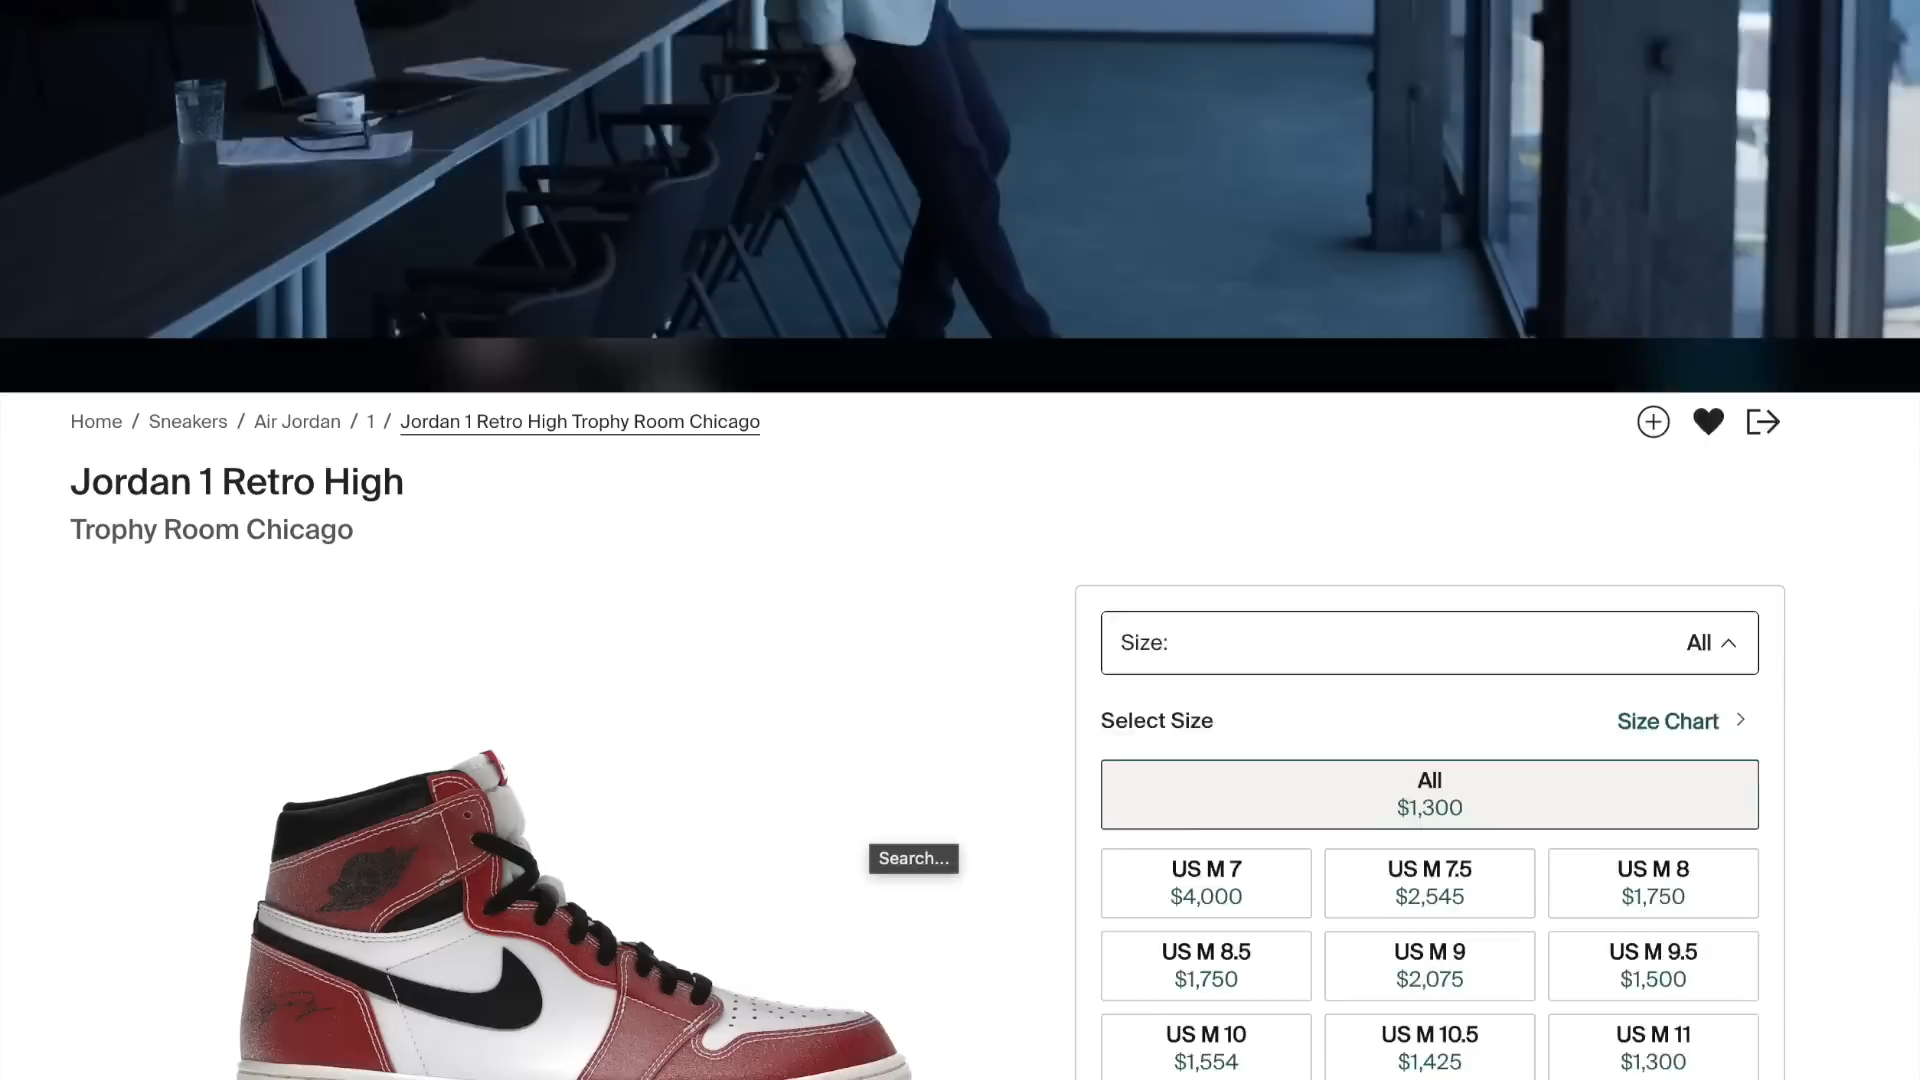 Home / Sneakers / Air Jordan / 1 / Jordan 1 Retro High Trophy Room Chicago
Jordan 1 Retro High
Trophy Room Chicago
Size: All
Select Size Size Chart
All
$1,300
US M 7 US M 7.5 US M 8
$4,000 $2,545 $1,750
Search...
US M 8.5 US M 9 US M 9.5
$1,750 $2,075 $1,500
US M 10 US M 10.5 US M 11
$1,554 $1,425 $1,300